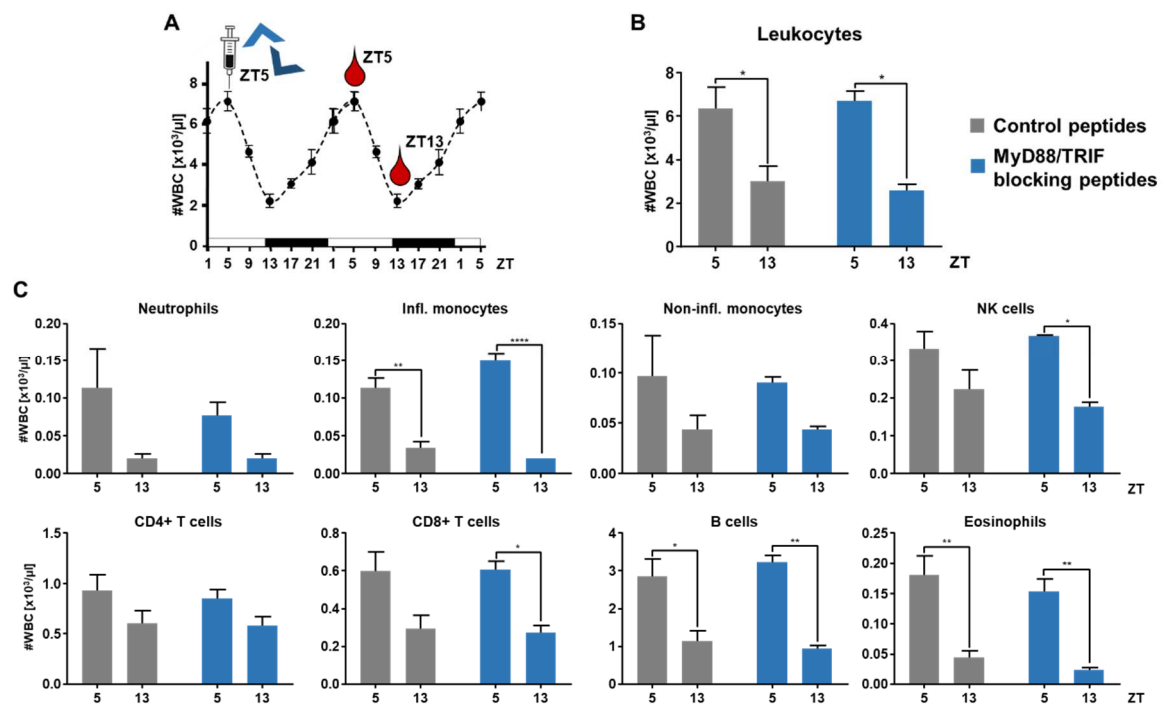 A
ZT5
ZT5
ZT13
#WBC [x10³/µl]
8
6
4
2
0
1 5 9 13 17 21 1 5 9 13 17 21 1 5 ZT
B
Leukocytes
#WBC [x10³/µl]
8
6
4
2
0
* *
5 13 5 13 ZT
Control peptides
MyD88/TRIF
blocking peptides
C
Neutrophils
#WBC [x10³/µl]
0.20
0.15
0.10
0.05
0.00
5 13 5 13
Infl. monocytes
0.20
0.15
0.10
0.05
0.00
** ****
5 13 5 13
Non-infl. monocytes
0.15
0.10
0.05
0.00
5 13 5 13
NK cells
0.4
0.3
0.2
0.1
0.0
*
5 13 5 13 ZT
CD4+ T cells
#WBC [x10³/µl]
1.5
1.0
0.5
0.0
5 13 5 13
CD8+ T cells
0.8
0.6
0.4
0.2
0.0
*
5 13 5 13
B cells
4
3
2
1
0
* **
5 13 5 13
Eosinophils
0.25
0.20
0.15
0.10
0.05
0.00
** **
5 13 5 13 ZT